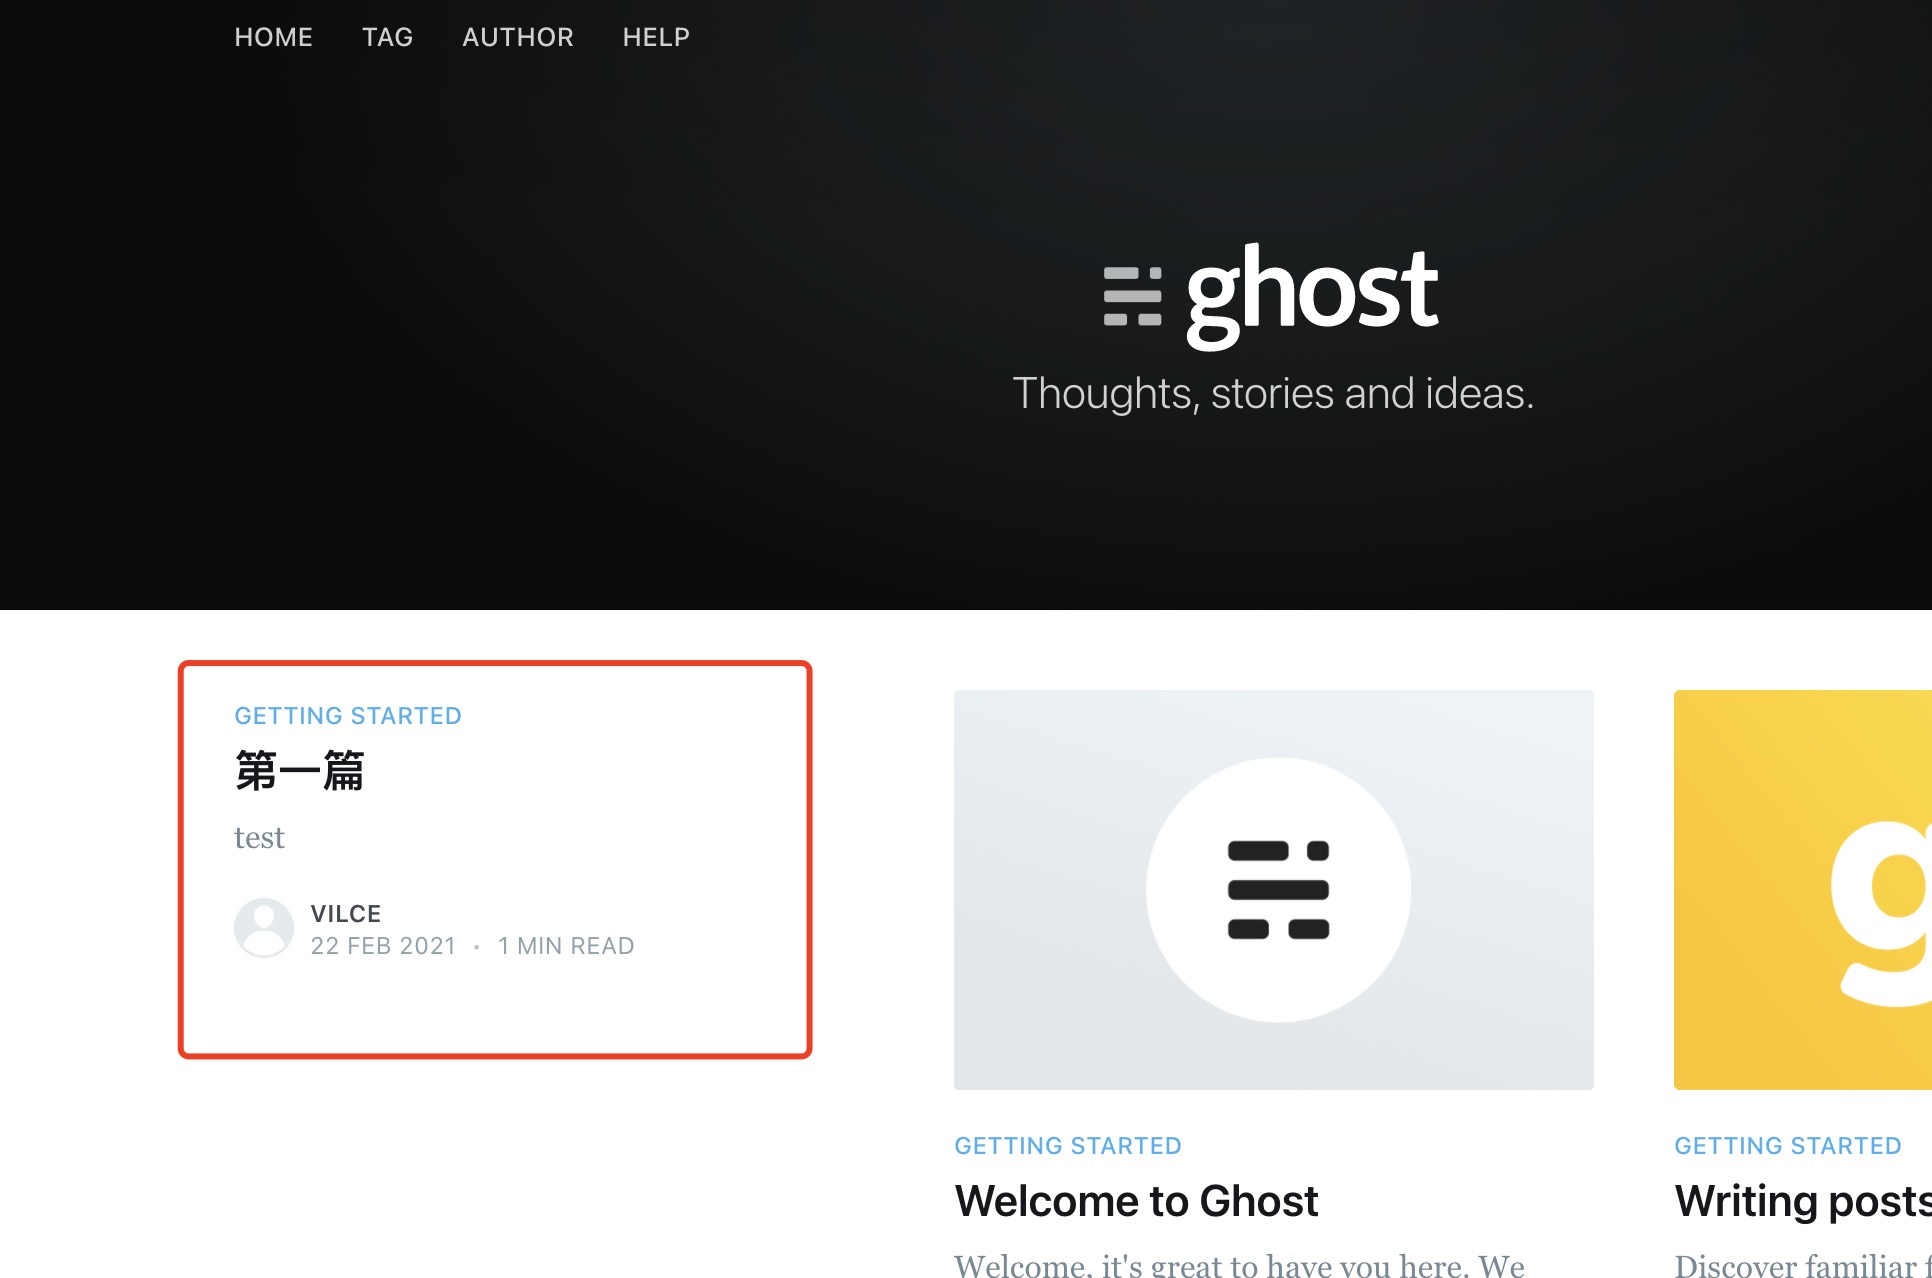 HOME TAG AUTHOR HELP
ghost
Thoughts, stories and ideas.
GETTING STARTED
第一篇
test
VILCE
22 FEB 2021 • 1 MIN READ
GETTING STARTED
Welcome to Ghost
Welcome, it's great to have you here. We
g
GETTING STARTED
Writing posts
Discover familiar